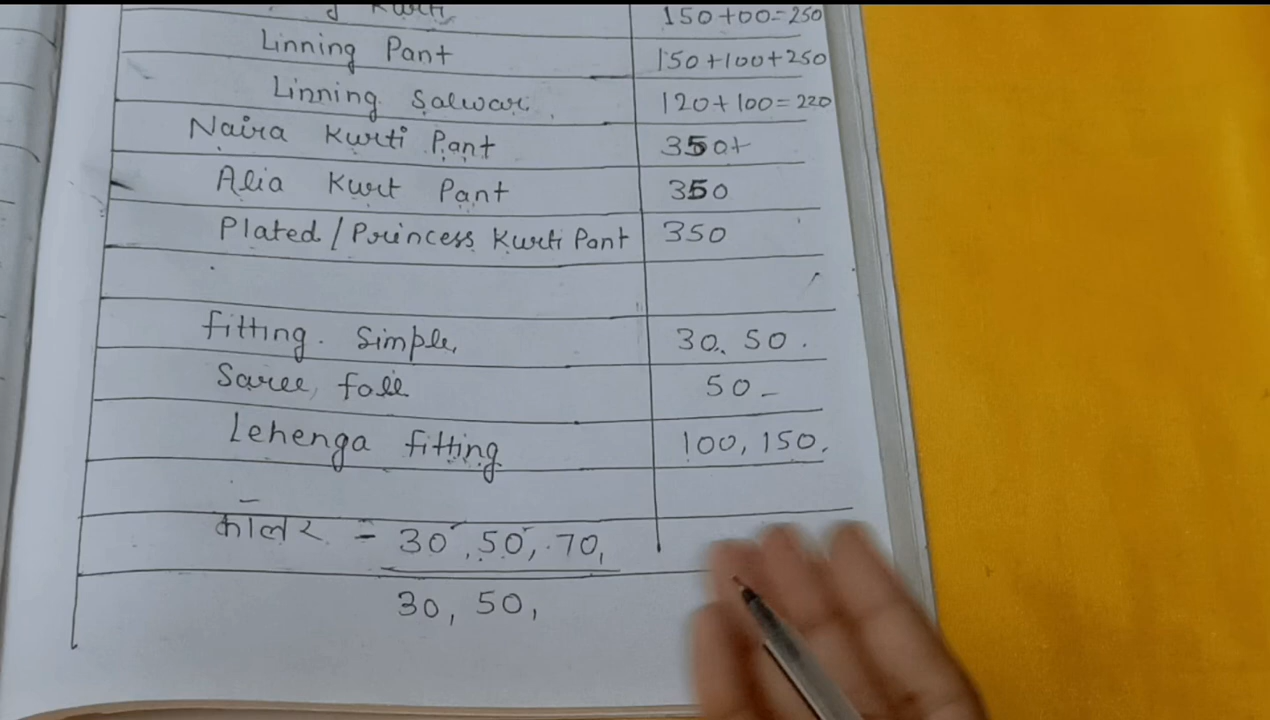 Kurti 150+00=250
Linning Pant 150+100+250
Linning Salwar 120+100=220
Naira Kurti Pant 350+
Alia Kurt Pant 350
Plated/Princess Kurti Pant 350
fitting. Simple, 30, 50.
Saree, foll 50-
Lehenga fitting 100, 150.
कॉलर - 30, 50, 70,
30, 50,